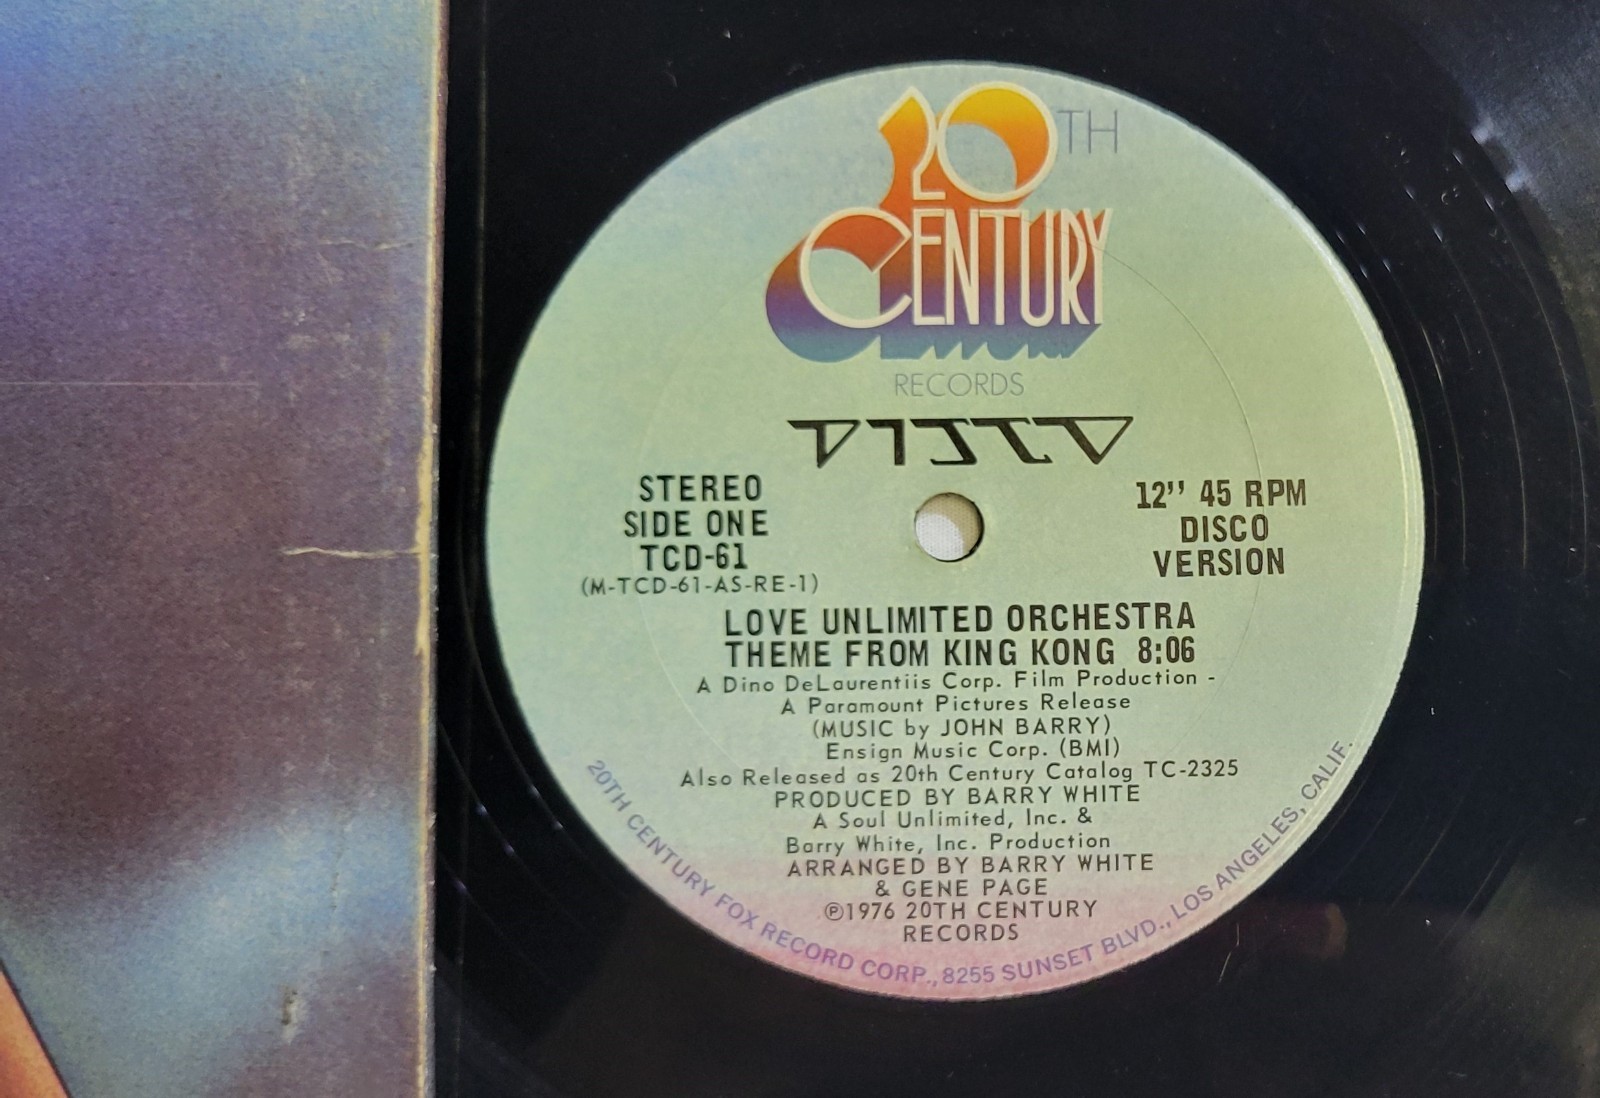 20TH
CENTURY
RECORDS
DISCO
STEREO
SIDE ONE
TCD-61
(M-TCD-61-AS-RE-1)
12" 45 RPM
DISCO
VERSION
LOVE UNLIMITED ORCHESTRA
THEME FROM KING KONG 8:06
A Dino DeLaurentiis Corp. Film Production -
A Paramount Pictures Release
(MUSIC by JOHN BARRY)
Ensign Music Corp. (BMI)
Also Released as 20th Century Catalog TC-2325
PRODUCED BY BARRY WHITE
A Soul Unlimited, Inc. &
Barry White, Inc. Production
ARRANGED BY BARRY WHITE
& GENE PAGE
℗1976 20TH CENTURY
RECORDS
20TH CENTURY FOX RECORD CORP., 8255 SUNSET BLVD., LOS ANGELES, CALIF.